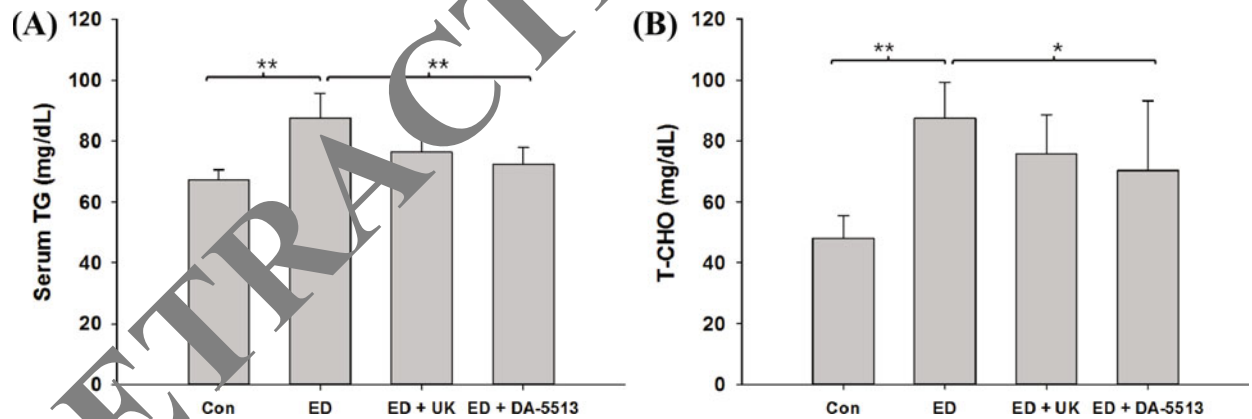 (A)
Serum TG (mg/dL)
120
100
80
60
40
20
0
**
**
Con ED ED + UK ED + DA-5513
(B)
T-CHO (mg/dL)
120
100
80
60
40
20
0
**
*
Con ED ED + UK ED + DA-5513
ETRACT